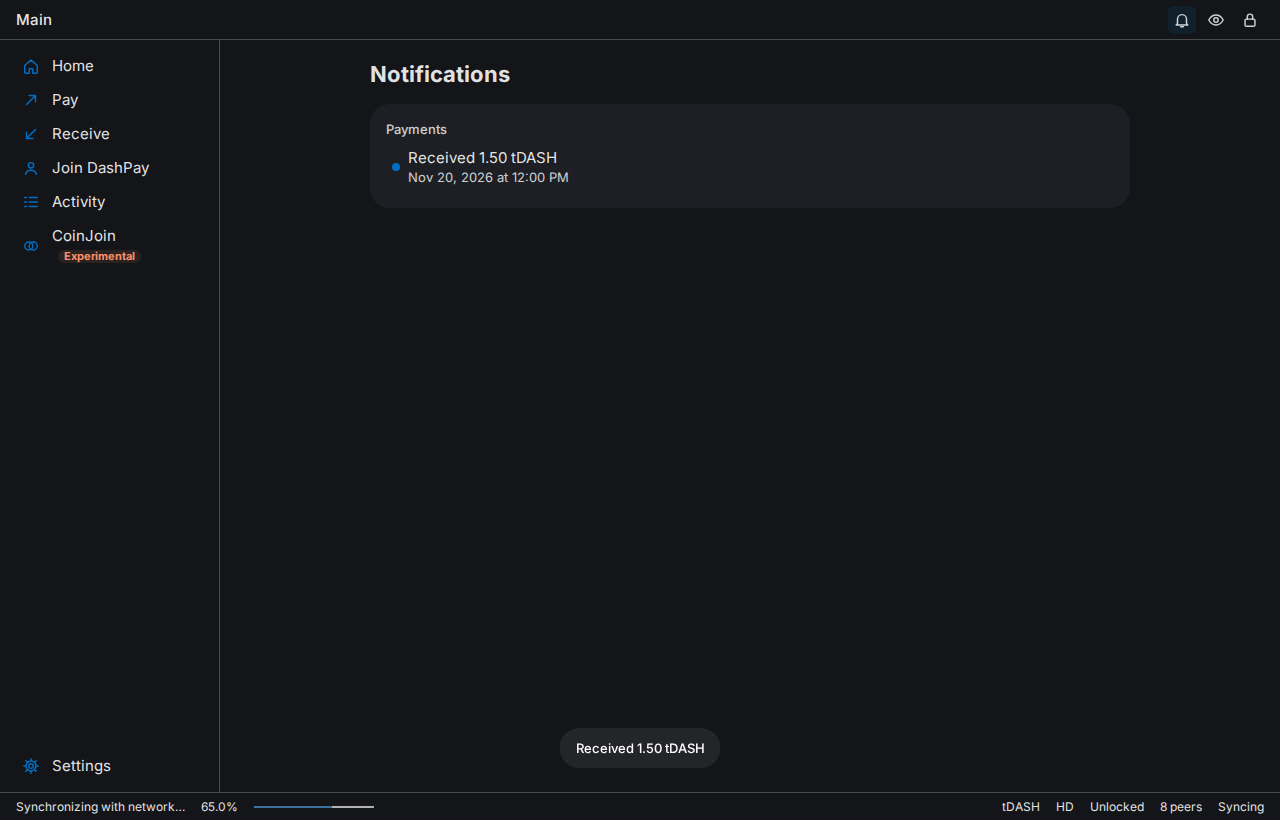 Main
Home
Pay
Receive
Join DashPay
Activity
CoinJoin
Experimental
Settings
Notifications
Payments
Received 1.50 tDASH
Nov 20, 2026 at 12:00 PM
Received 1.50 tDASH
Synchronizing with network... 65.0% tDASH HD Unlocked 8 peers Syncing